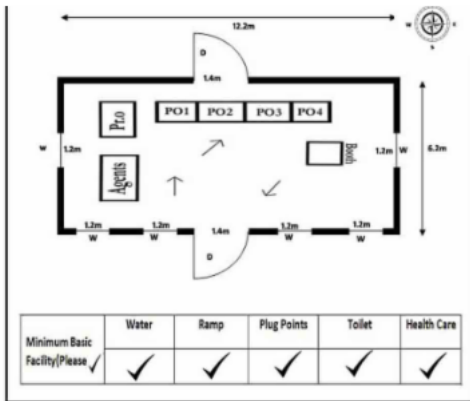 12.2m
W
E
S
D
1.4m
PO1 PO2 PO3 PO4
Pr.o
W 1.2m
Booth
1.2m W
6.2m
Agents
1.2m
W
1.2m
W
1.4m
1.2m
W
1.2m
W
D
Minimum Basic
Facility(Please ✓
Water Ramp Plug Points Toilet Health Care
✓ ✓ ✓ ✓ ✓